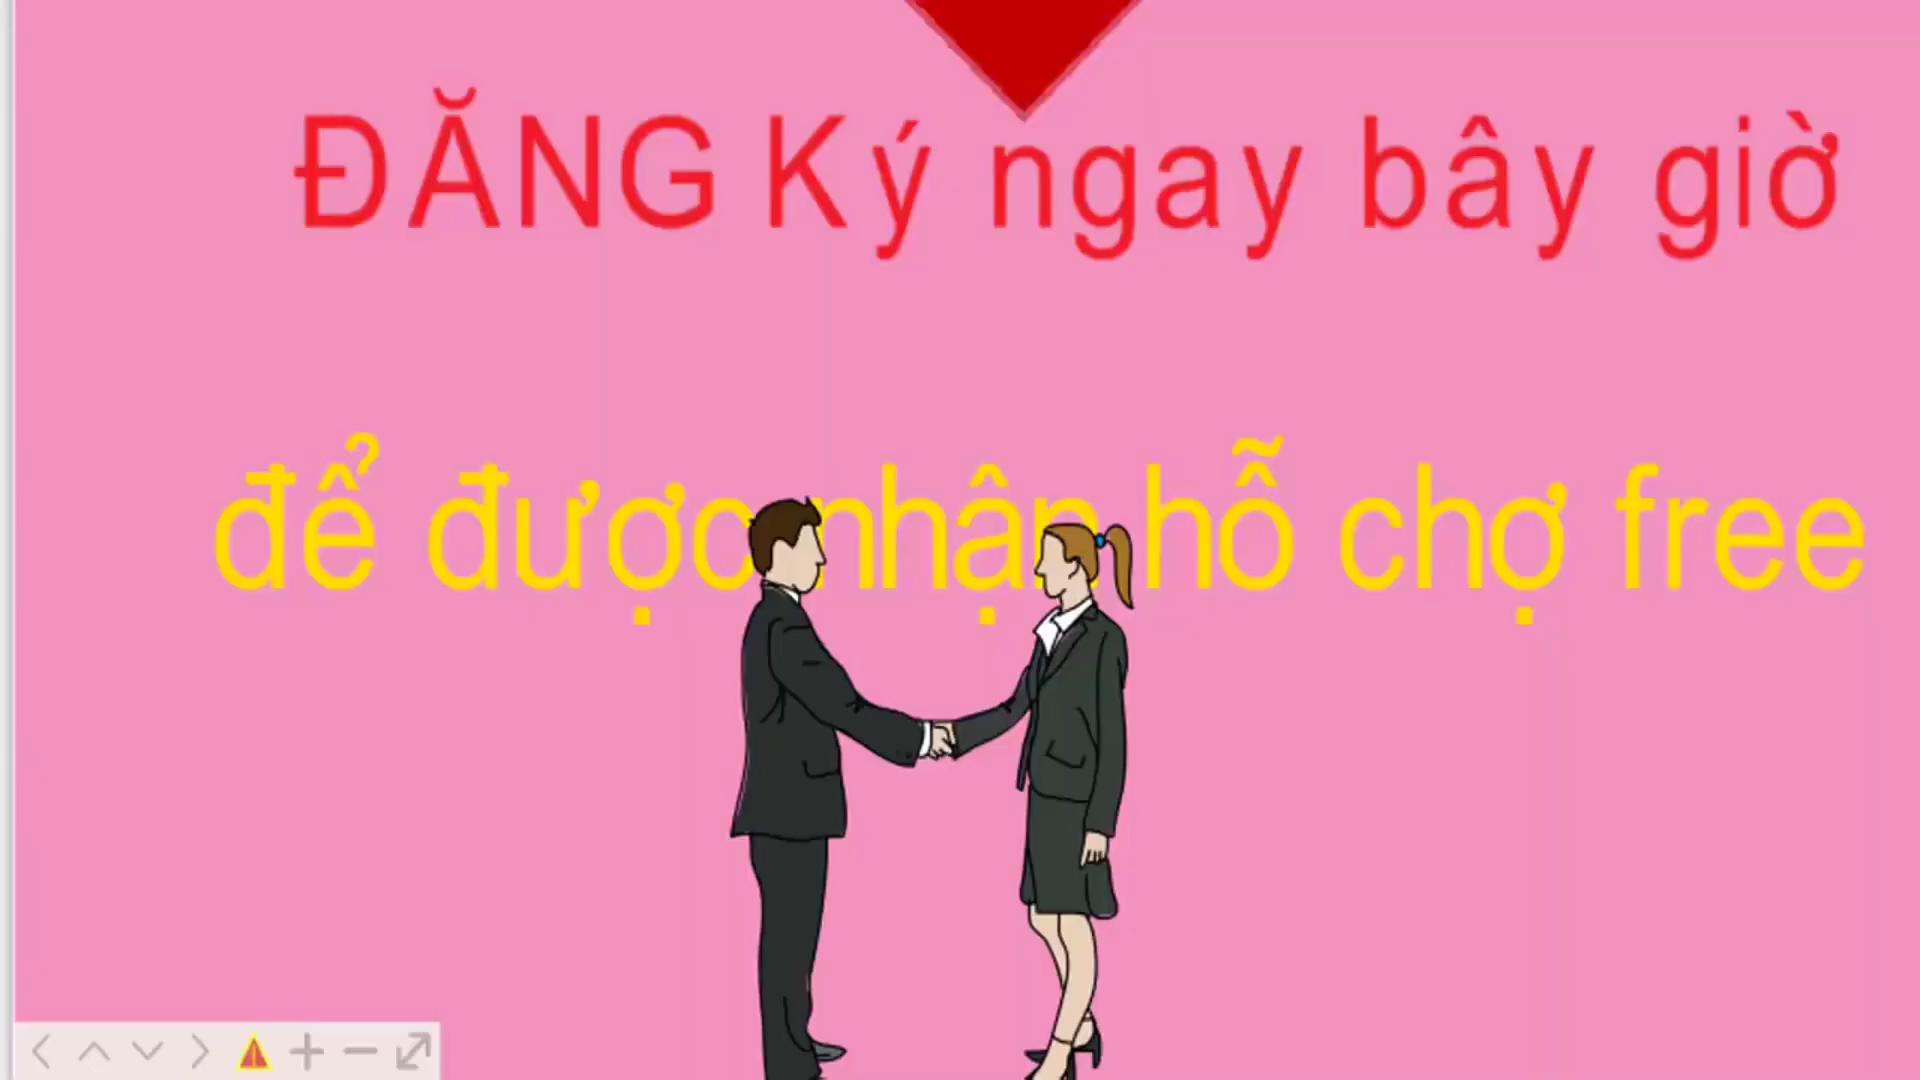 ĐĂNG Ký ngay bây giờ
để được nhận hỗ chợ free